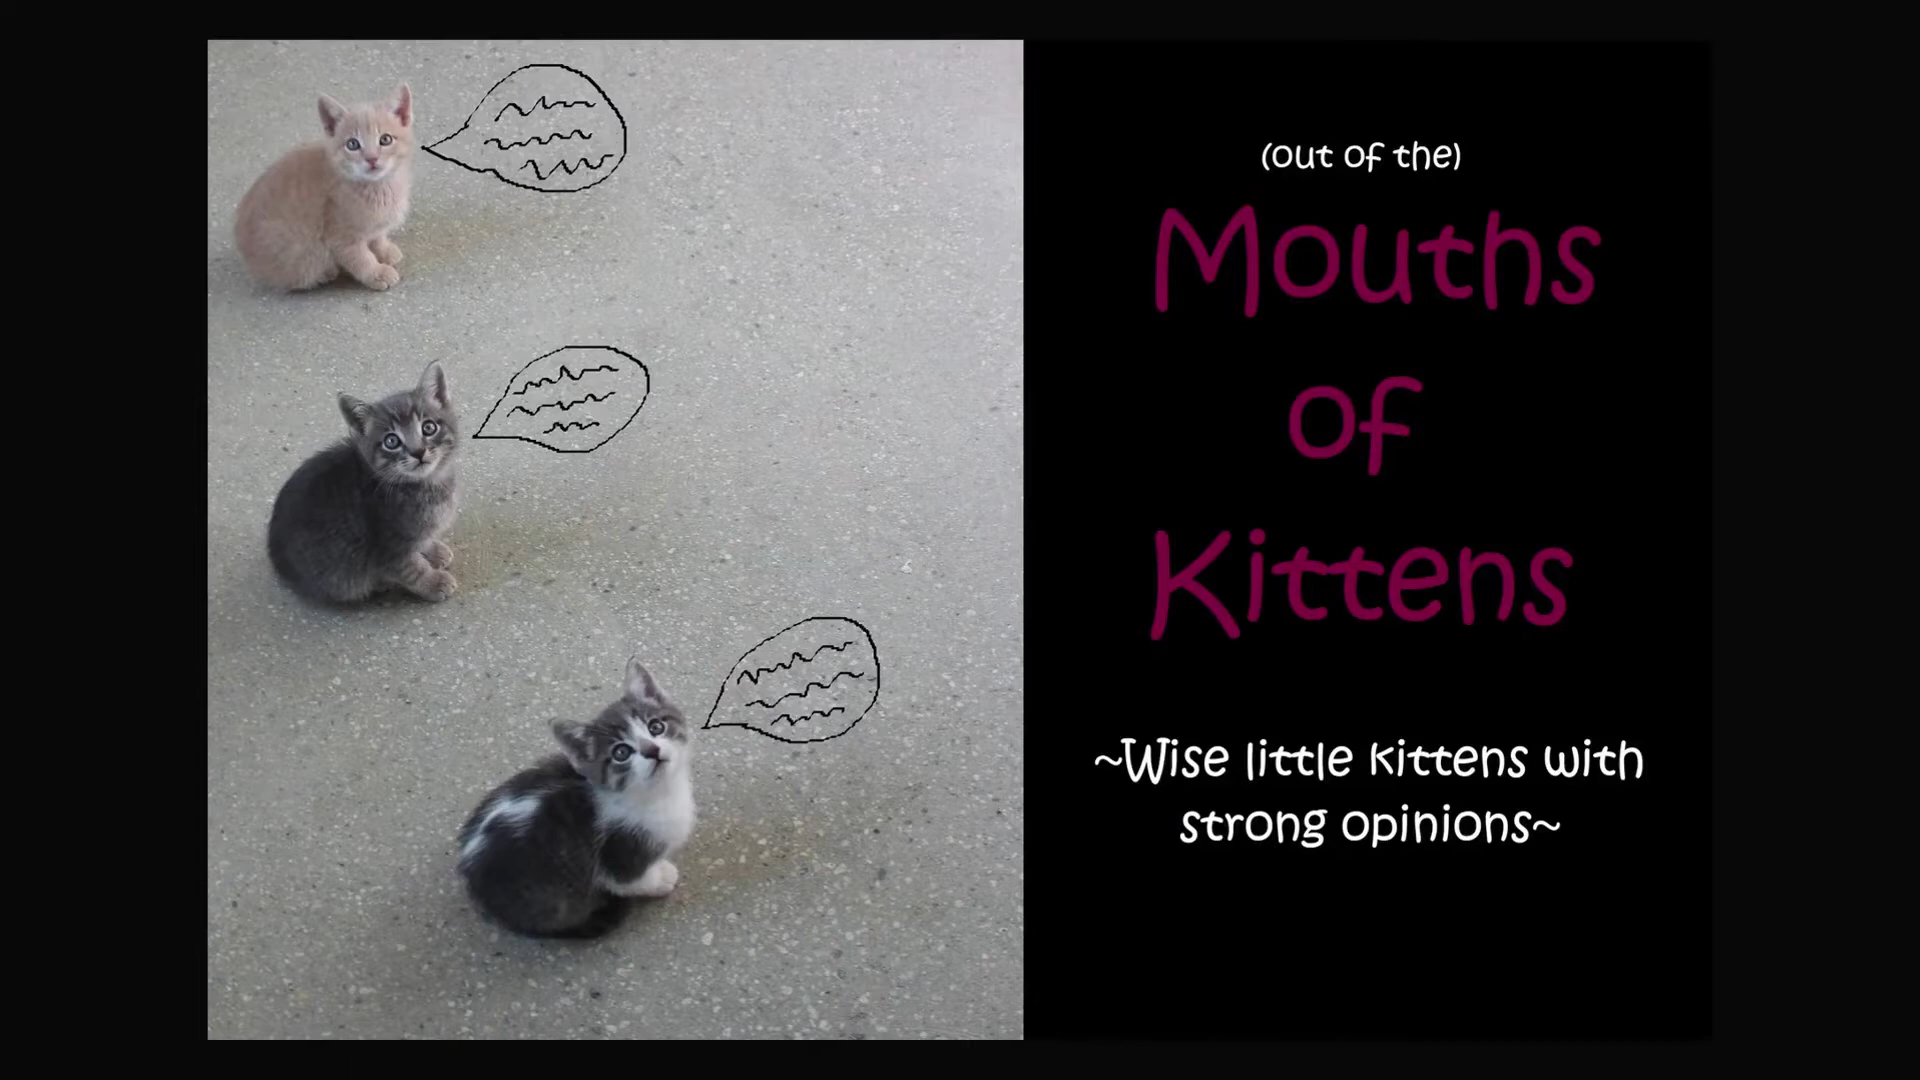 (out of the)
Mouths
of
Kittens
~Wise little kittens with
strong opinions~